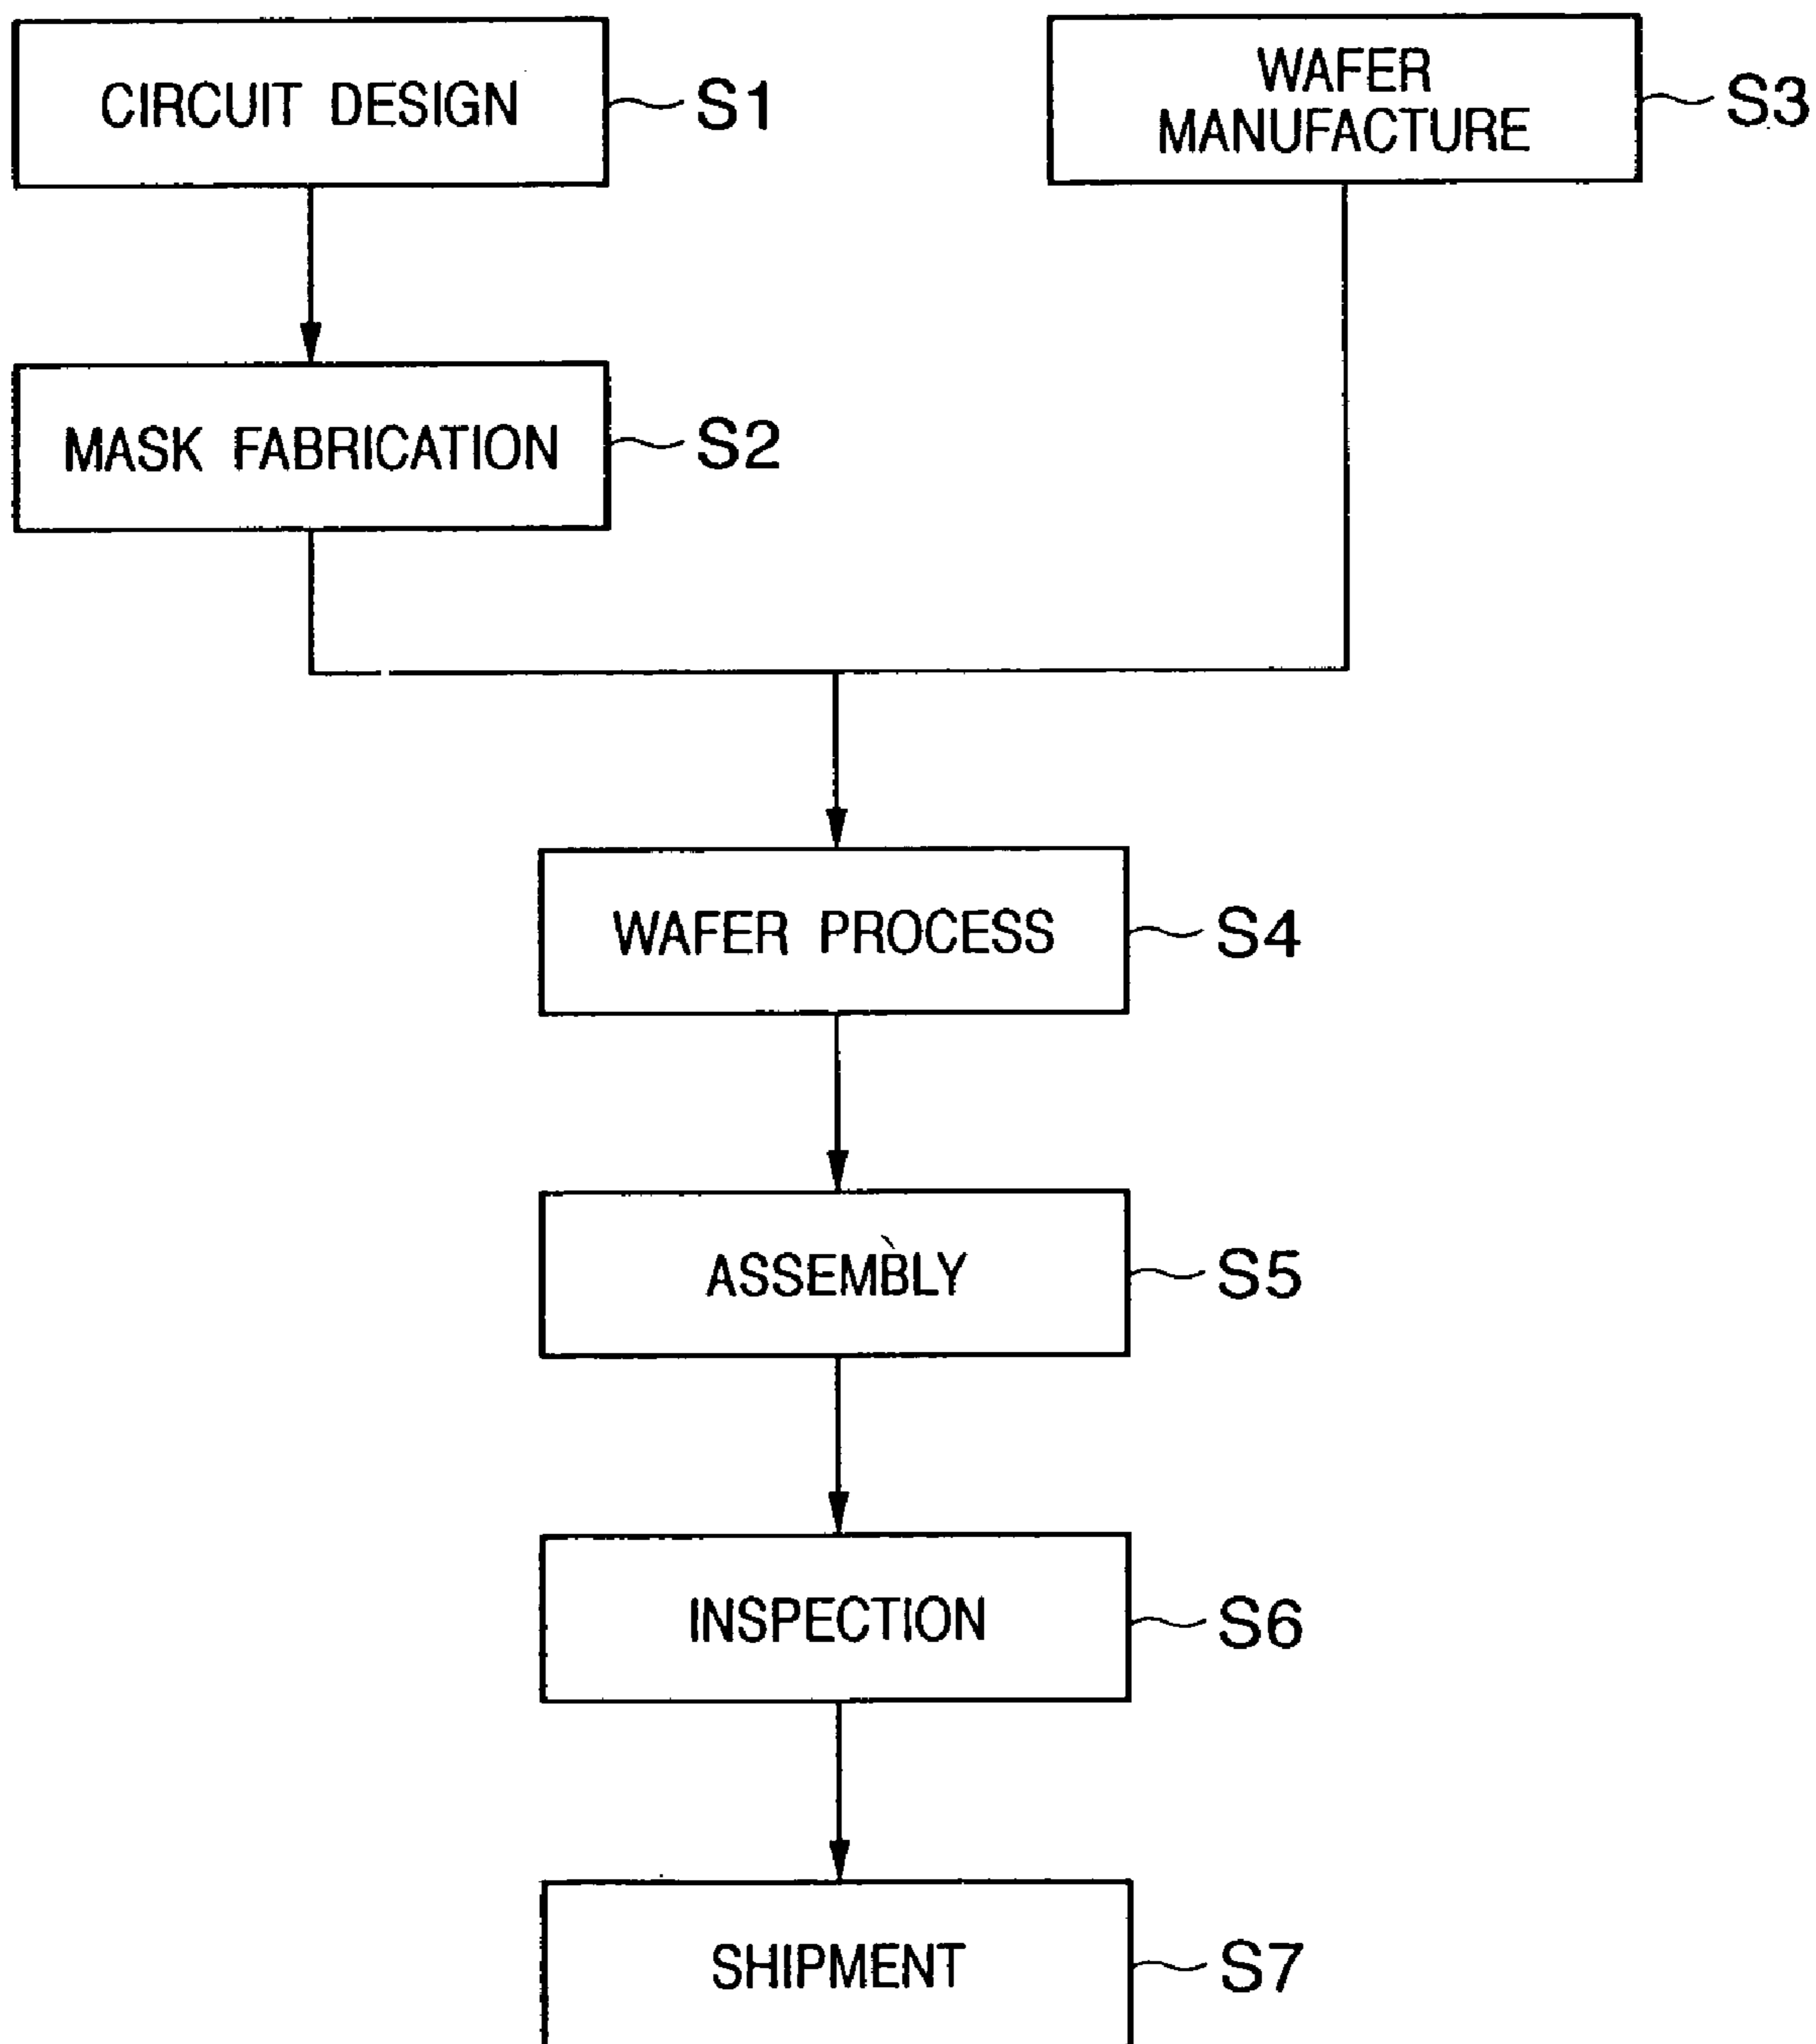 CIRCUIT DESIGN
S1
WAFER
MANUFACTURE
S3
MASK FABRICATION
S2
WAFER PROCESS
S4
ASSEMBLY
S5
INSPECTION
S6
SHIPMENT
S7